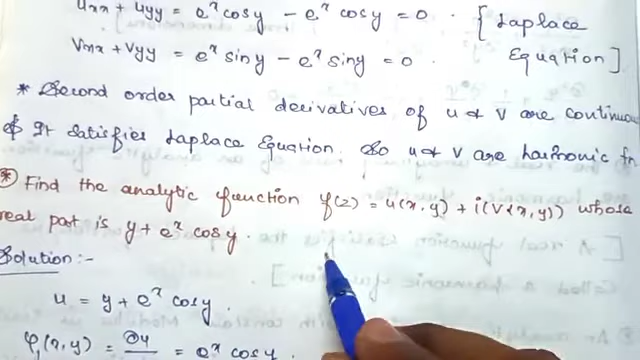 uxx + uyy = e^x cosy - e^x cosy = 0. [Laplace
Vxx + Vyy = e^x siny - e^x siny = 0. Equation]
* Second order partial derivatives of u & v are continuou
& It satisfies Laplace Equation. So u & v are harmonic fn
* Find the analytic function f(z) = u(x,y) + i(V(x,y)) whose
real part is y + e^x cosy.
Solution:-
u = y + e^x cosy.
φ₁(x,y) = ∂u = e^x cosy.